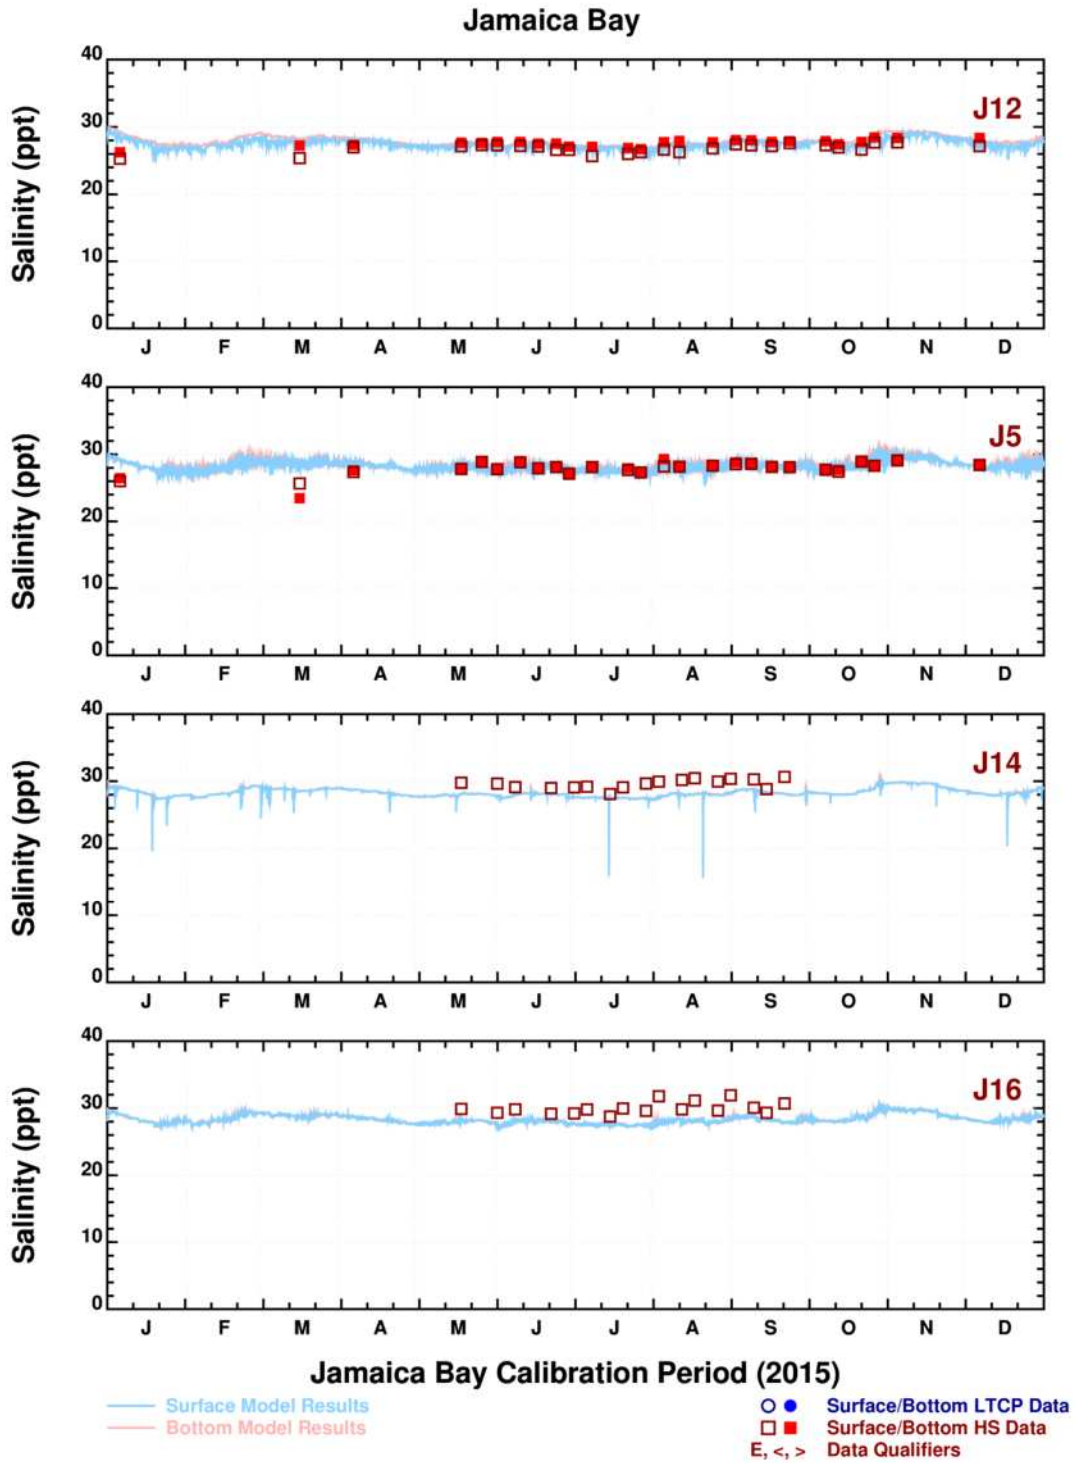 Jamaica Bay
40
J12
30
Salinity (ppt)
20
10
0
J F M A M J J A S O N D
40
J5
30
Salinity (ppt)
20
10
0
J F M A M J J A S O N D
40
J14
30
Salinity (ppt)
20
10
0
J F M A M J J A S O N D
40
J16
30
Salinity (ppt)
20
10
0
J F M A M J J A S O N D
Jamaica Bay Calibration Period (2015)
Surface Model Results
Bottom Model Results
Surface/Bottom LTCP Data
Surface/Bottom HS Data
E, <, > Data Qualifiers